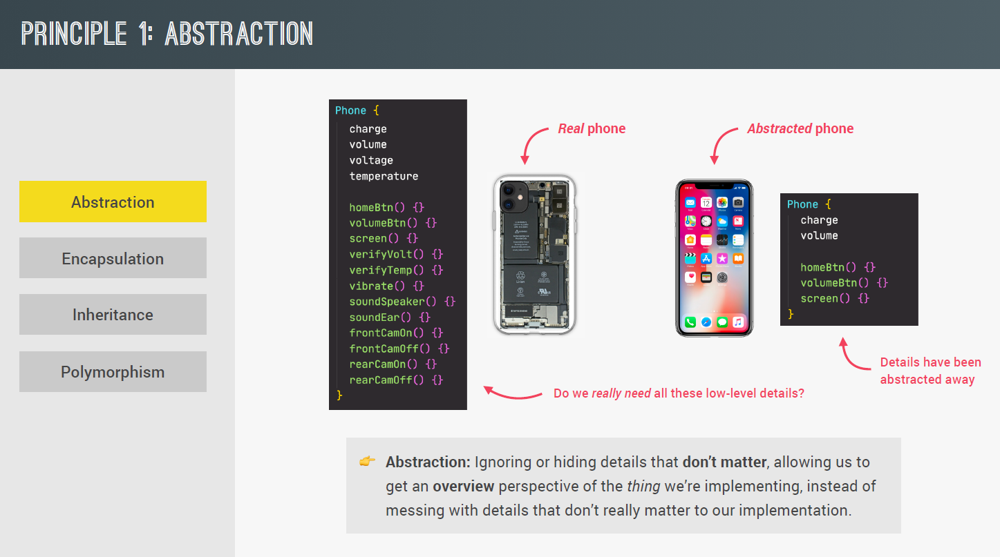 PRINCIPLE 1: ABSTRACTION
Abstraction
Encapsulation
Inheritance
Polymorphism
Phone {
charge
volume
voltage
temperature
homeBtn() {}
volumeBtn() {}
screen() {}
verifyVolt() {}
verifyTemp() {}
vibrate() {}
soundSpeaker() {}
soundEar() {}
frontCamOn() {}
frontCamOff() {}
rearCamOn() {}
rearCamOff() {}
}
Real phone
Do we really need all these low-level details?
Abstracted phone
Phone {
charge
volume
homeBtn() {}
volumeBtn() {}
screen() {}
}
Details have been
abstracted away
Abstraction: Ignoring or hiding details that don’t matter, allowing us to
get an overview perspective of the thing we’re implementing, instead of
messing with details that don’t really matter to our implementation.